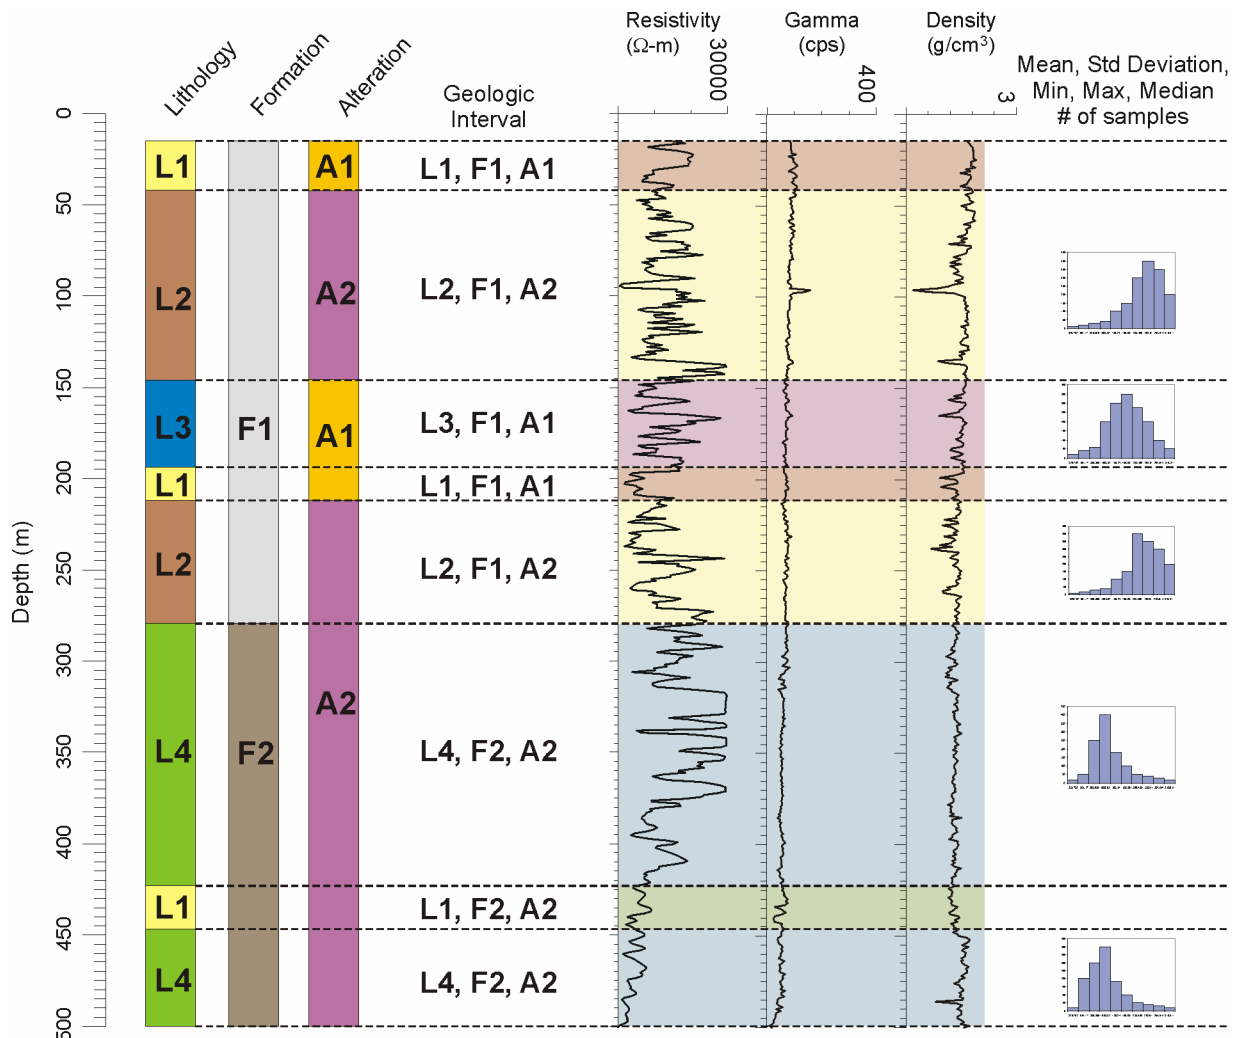 Resistivity
(Ω-m)
30000
Gamma
(cps)
400
Density
(g/cm³)
3
Mean, Std Deviation,
Min, Max, Median
# of samples
Lithology
Formation
Alteration
Geologic
Interval
Depth (m)
0
50
100
150
200
250
300
350
400
450
500
L1
A1
L1, F1, A1
L2
A2
L2, F1, A2
L3
F1
A1
L3, F1, A1
L1
L1, F1, A1
L2
L2, F1, A2
A2
L4
F2
L4, F2, A2
L1
L1, F2, A2
L4
L4, F2, A2